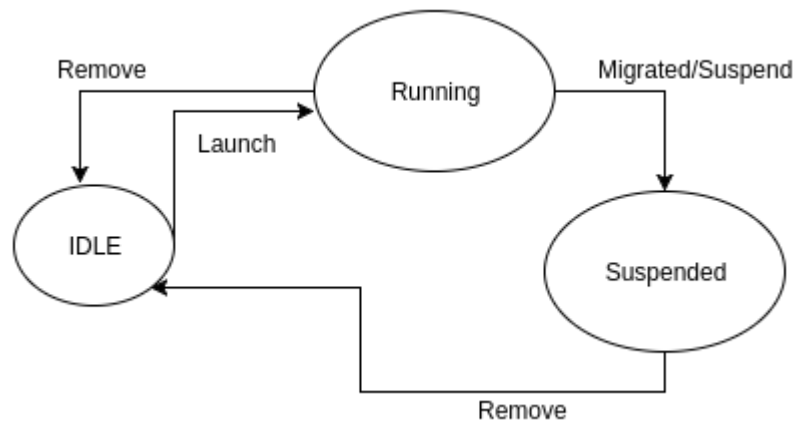 Remove
Migrated/Suspend
Running
Launch
IDLE
Suspended
Remove